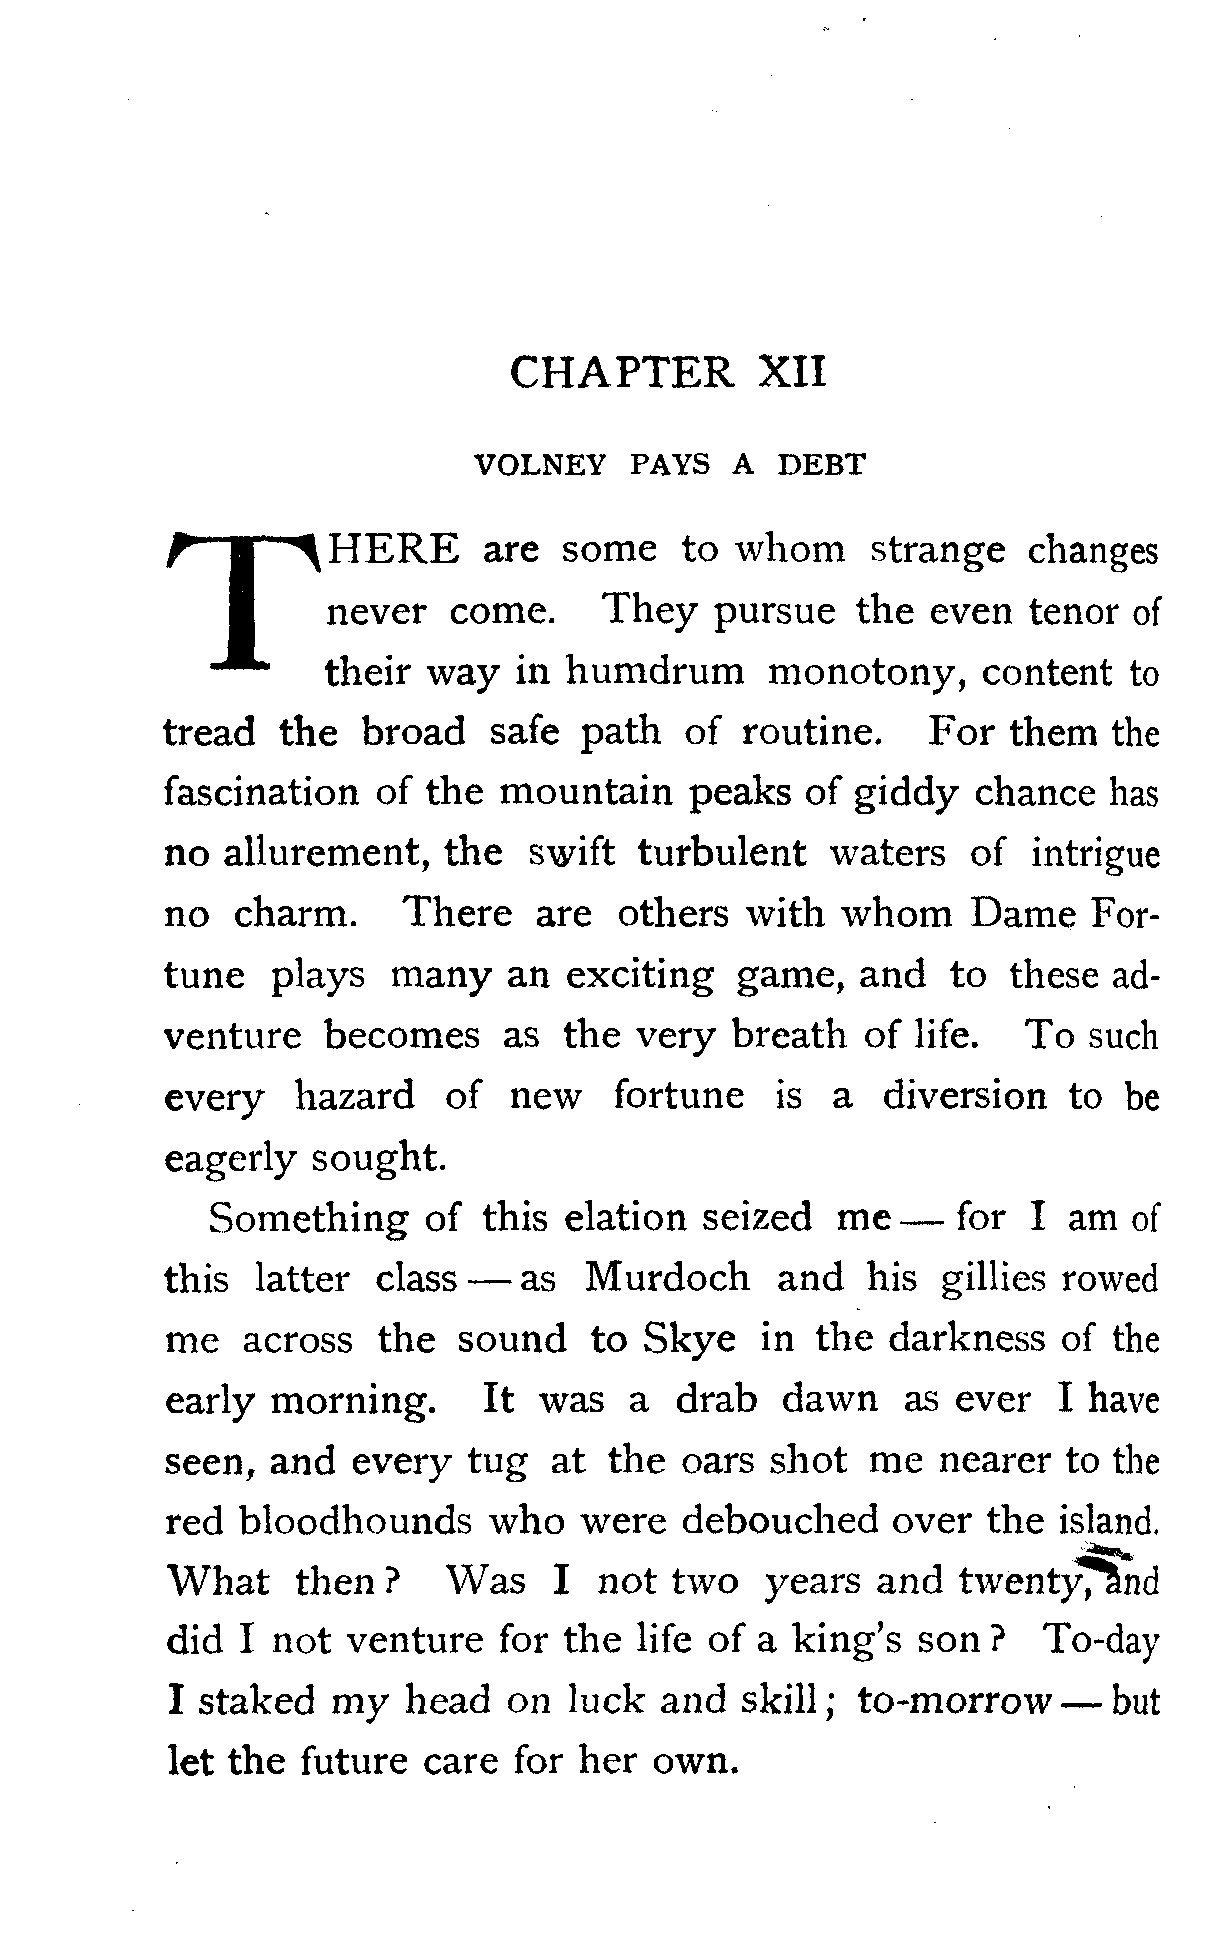 CHAPTER XII
VOLNEY PAYS A DEBT
THERE are some to whom strange changes
never come. They pursue the even tenor of
their way in humdrum monotony, content to
tread the broad safe path of routine. For them the
fascination of the mountain peaks of giddy chance has
no allurement, the swift turbulent waters of intrigue
no charm. There are others with whom Dame For-
tune plays many an exciting game, and to these ad-
venture becomes as the very breath of life. To such
every hazard of new fortune is a diversion to be
eagerly sought.
Something of this elation seized me — for I am of
this latter class — as Murdoch and his gillies rowed
me across the sound to Skye in the darkness of the
early morning. It was a drab dawn as ever I have
seen, and every tug at the oars shot me nearer to the
red bloodhounds who were debouched over the island.
What then? Was I not two years and twenty, and
did I not venture for the life of a king's son? To-day
I staked my head on luck and skill; to-morrow — but
let the future care for her own.